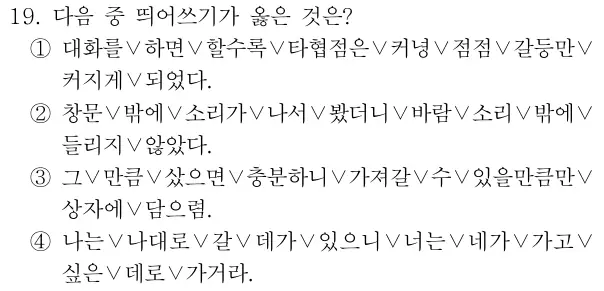 19. 다음 중 띄어쓰기가 옳은 것은?
① 대화를∨하면∨할수록∨타협점은∨커녕∨점점∨갈등만∨
커지게∨되었다.
② 창문∨밖에∨소리가∨나서∨봤더니∨바람∨소리∨밖에∨
들리지∨않았다.
③ 그∨만큼∨샀으면∨충분하니∨가져갈∨수∨있을만큼만∨
상자에∨담으렴.
④ 나는∨나대로∨갈∨데가∨있으니∨너는∨네가∨가고∨
싶은∨데로∨가거라.